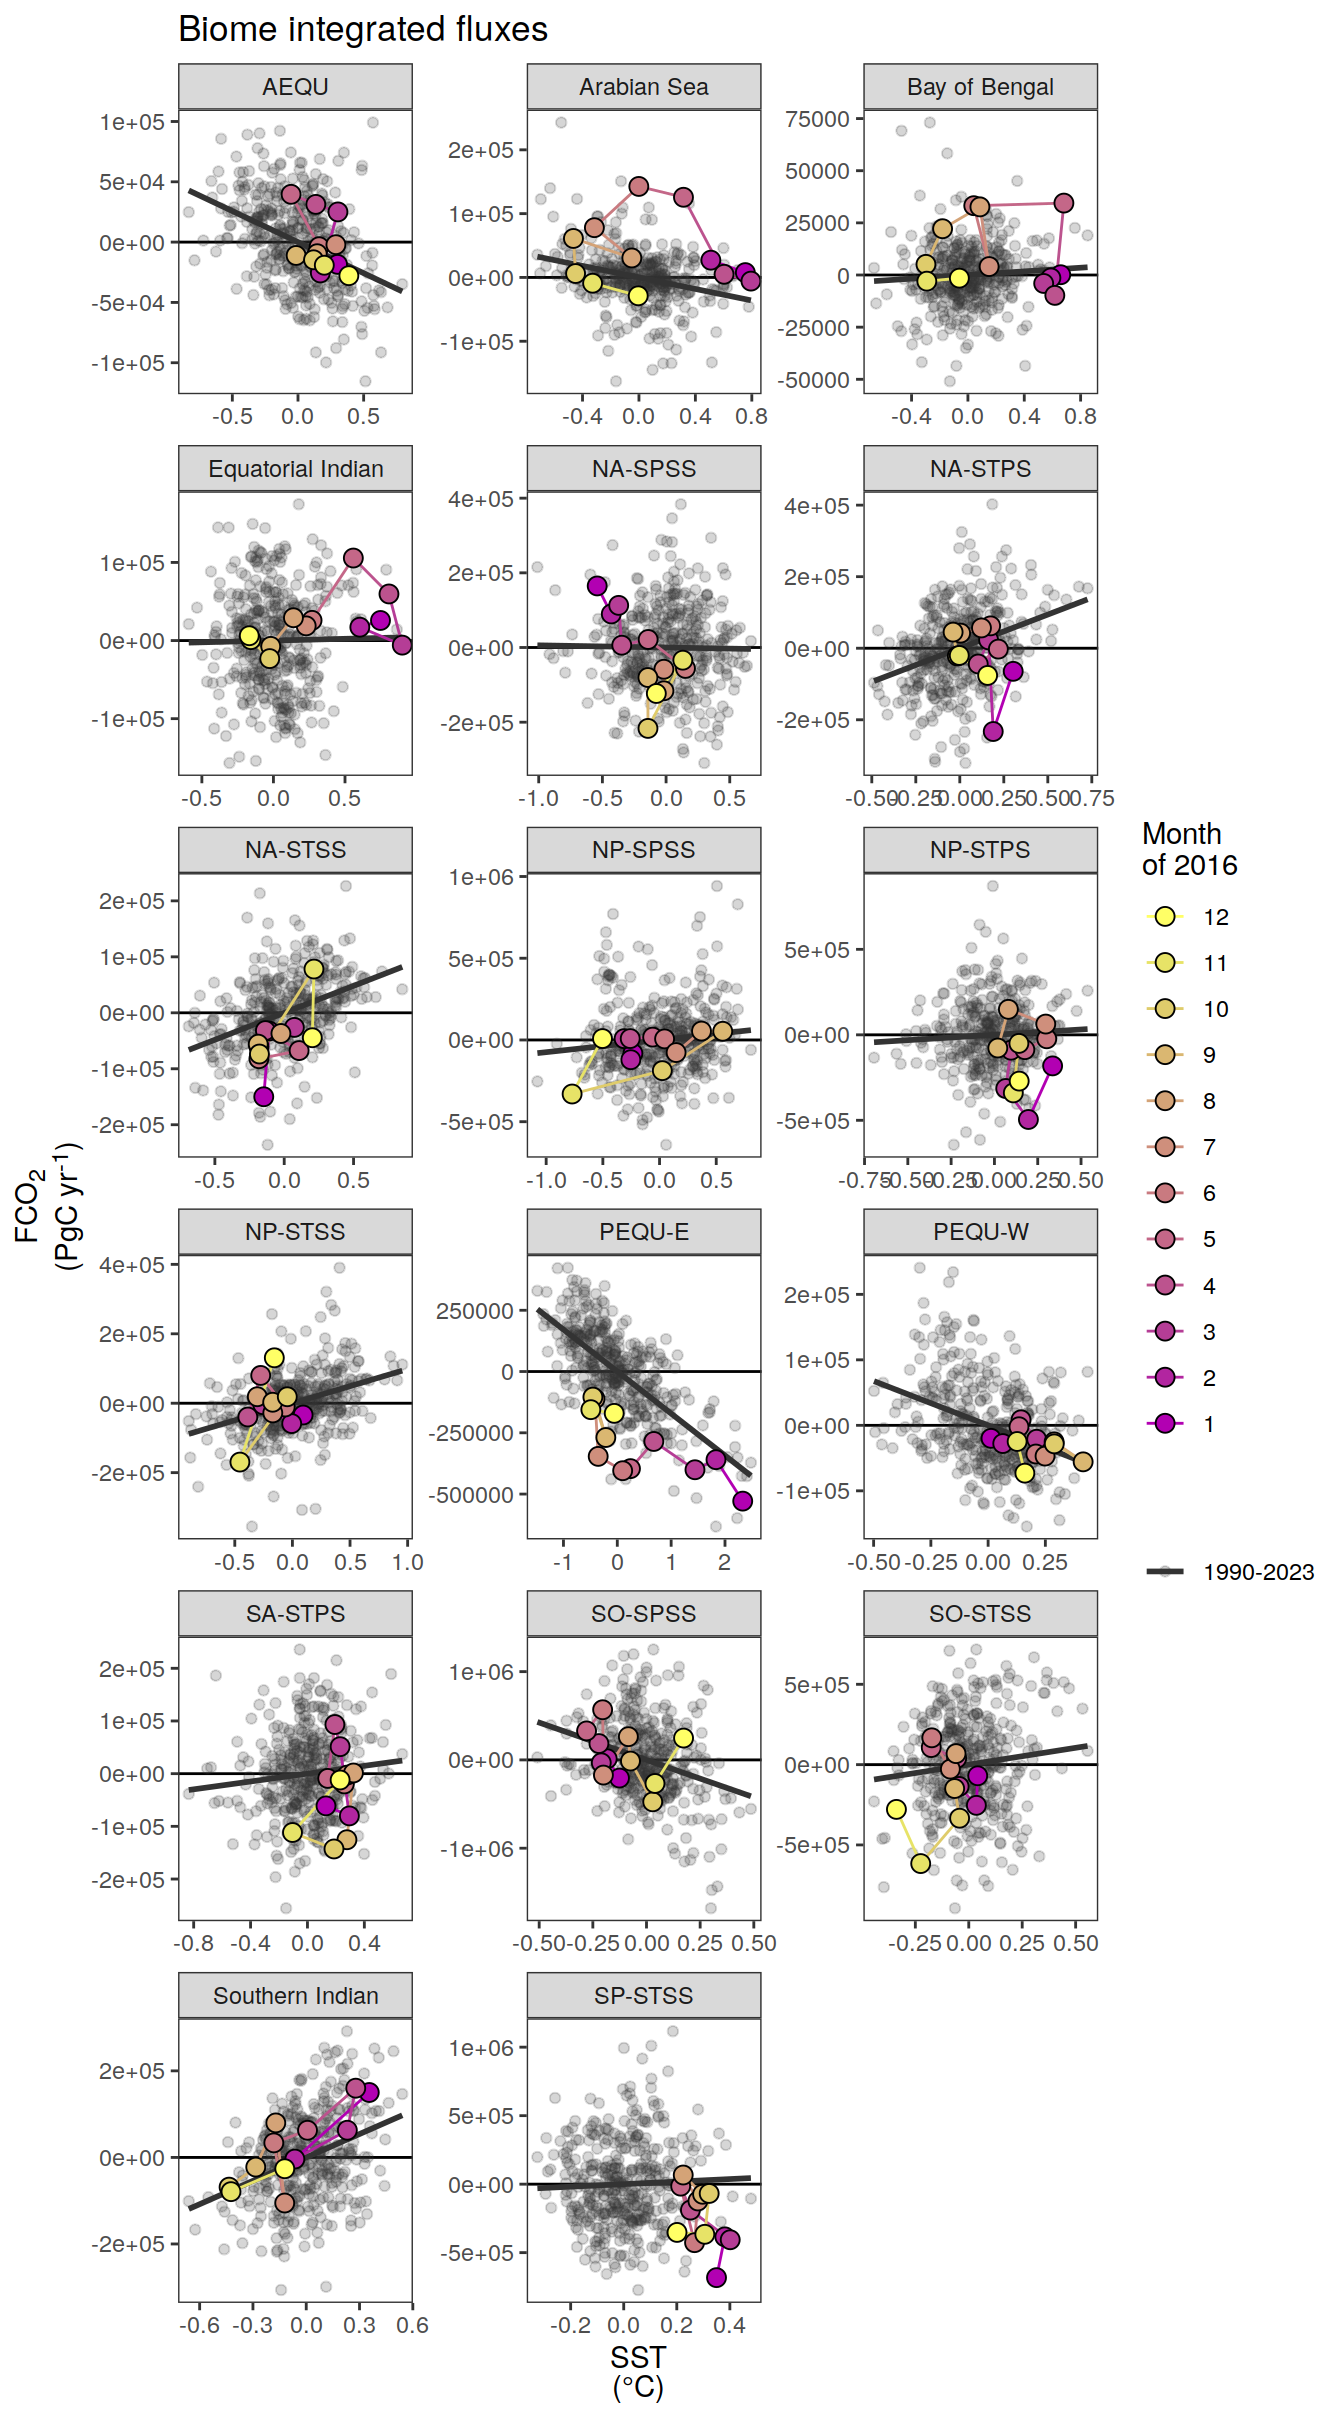 Biome integrated fluxes
AEQU
Arabian Sea
Bay of Bengal
1e+05
5e+04
0e+00
-5e+04
-1e+05
2e+05
1e+05
0e+00
-1e+05
75000
50000
25000
0
-25000
-50000
-0.5 0.0 0.5
-0.4 0.0 0.4 0.8
-0.4 0.0 0.4 0.8
Equatorial Indian
NA-SPSS
NA-STPS
1e+05
0e+00
-1e+05
4e+05
2e+05
0e+00
-2e+05
4e+05
2e+05
0e+00
-2e+05
-0.5 0.0 0.5
-1.0 -0.5 0.0 0.5
-0.50 -0.25 0.00 0.25 0.50 0.75
NA-STSS
NP-SPSS
NP-STPS
2e+05
1e+05
0e+00
-1e+05
-2e+05
1e+06
5e+05
0e+00
-5e+05
5e+05
0e+00
-5e+05
-0.5 0.0 0.5
-1.0 -0.5 0.0 0.5
-0.75 -0.50 -0.25 0.00 0.25 0.50
NP-STSS
PEQU-E
PEQU-W
4e+05
2e+05
0e+00
-2e+05
250000
0
-250000
-500000
2e+05
1e+05
0e+00
-1e+05
-0.5 0.0 0.5 1.0
-1 0 1 2
-0.50 -0.25 0.00 0.25
SA-STPS
SO-SPSS
SO-STSS
2e+05
1e+05
0e+00
-1e+05
-2e+05
1e+06
0e+00
-1e+06
5e+05
0e+00
-5e+05
-0.8 -0.4 0.0 0.4
-0.50 -0.25 0.00 0.25 0.50
-0.25 0.00 0.25 0.50
Southern Indian
SP-STSS
2e+05
0e+00
-2e+05
1e+06
5e+05
0e+00
-5e+05
-0.6 -0.3 0.0 0.3 0.6
-0.2 0.0 0.2 0.4
SST
(°C)
FCO₂
(PgC yr⁻¹)
Month
of 2016
12
11
10
9
8
7
6
5
4
3
2
1
1990-2023